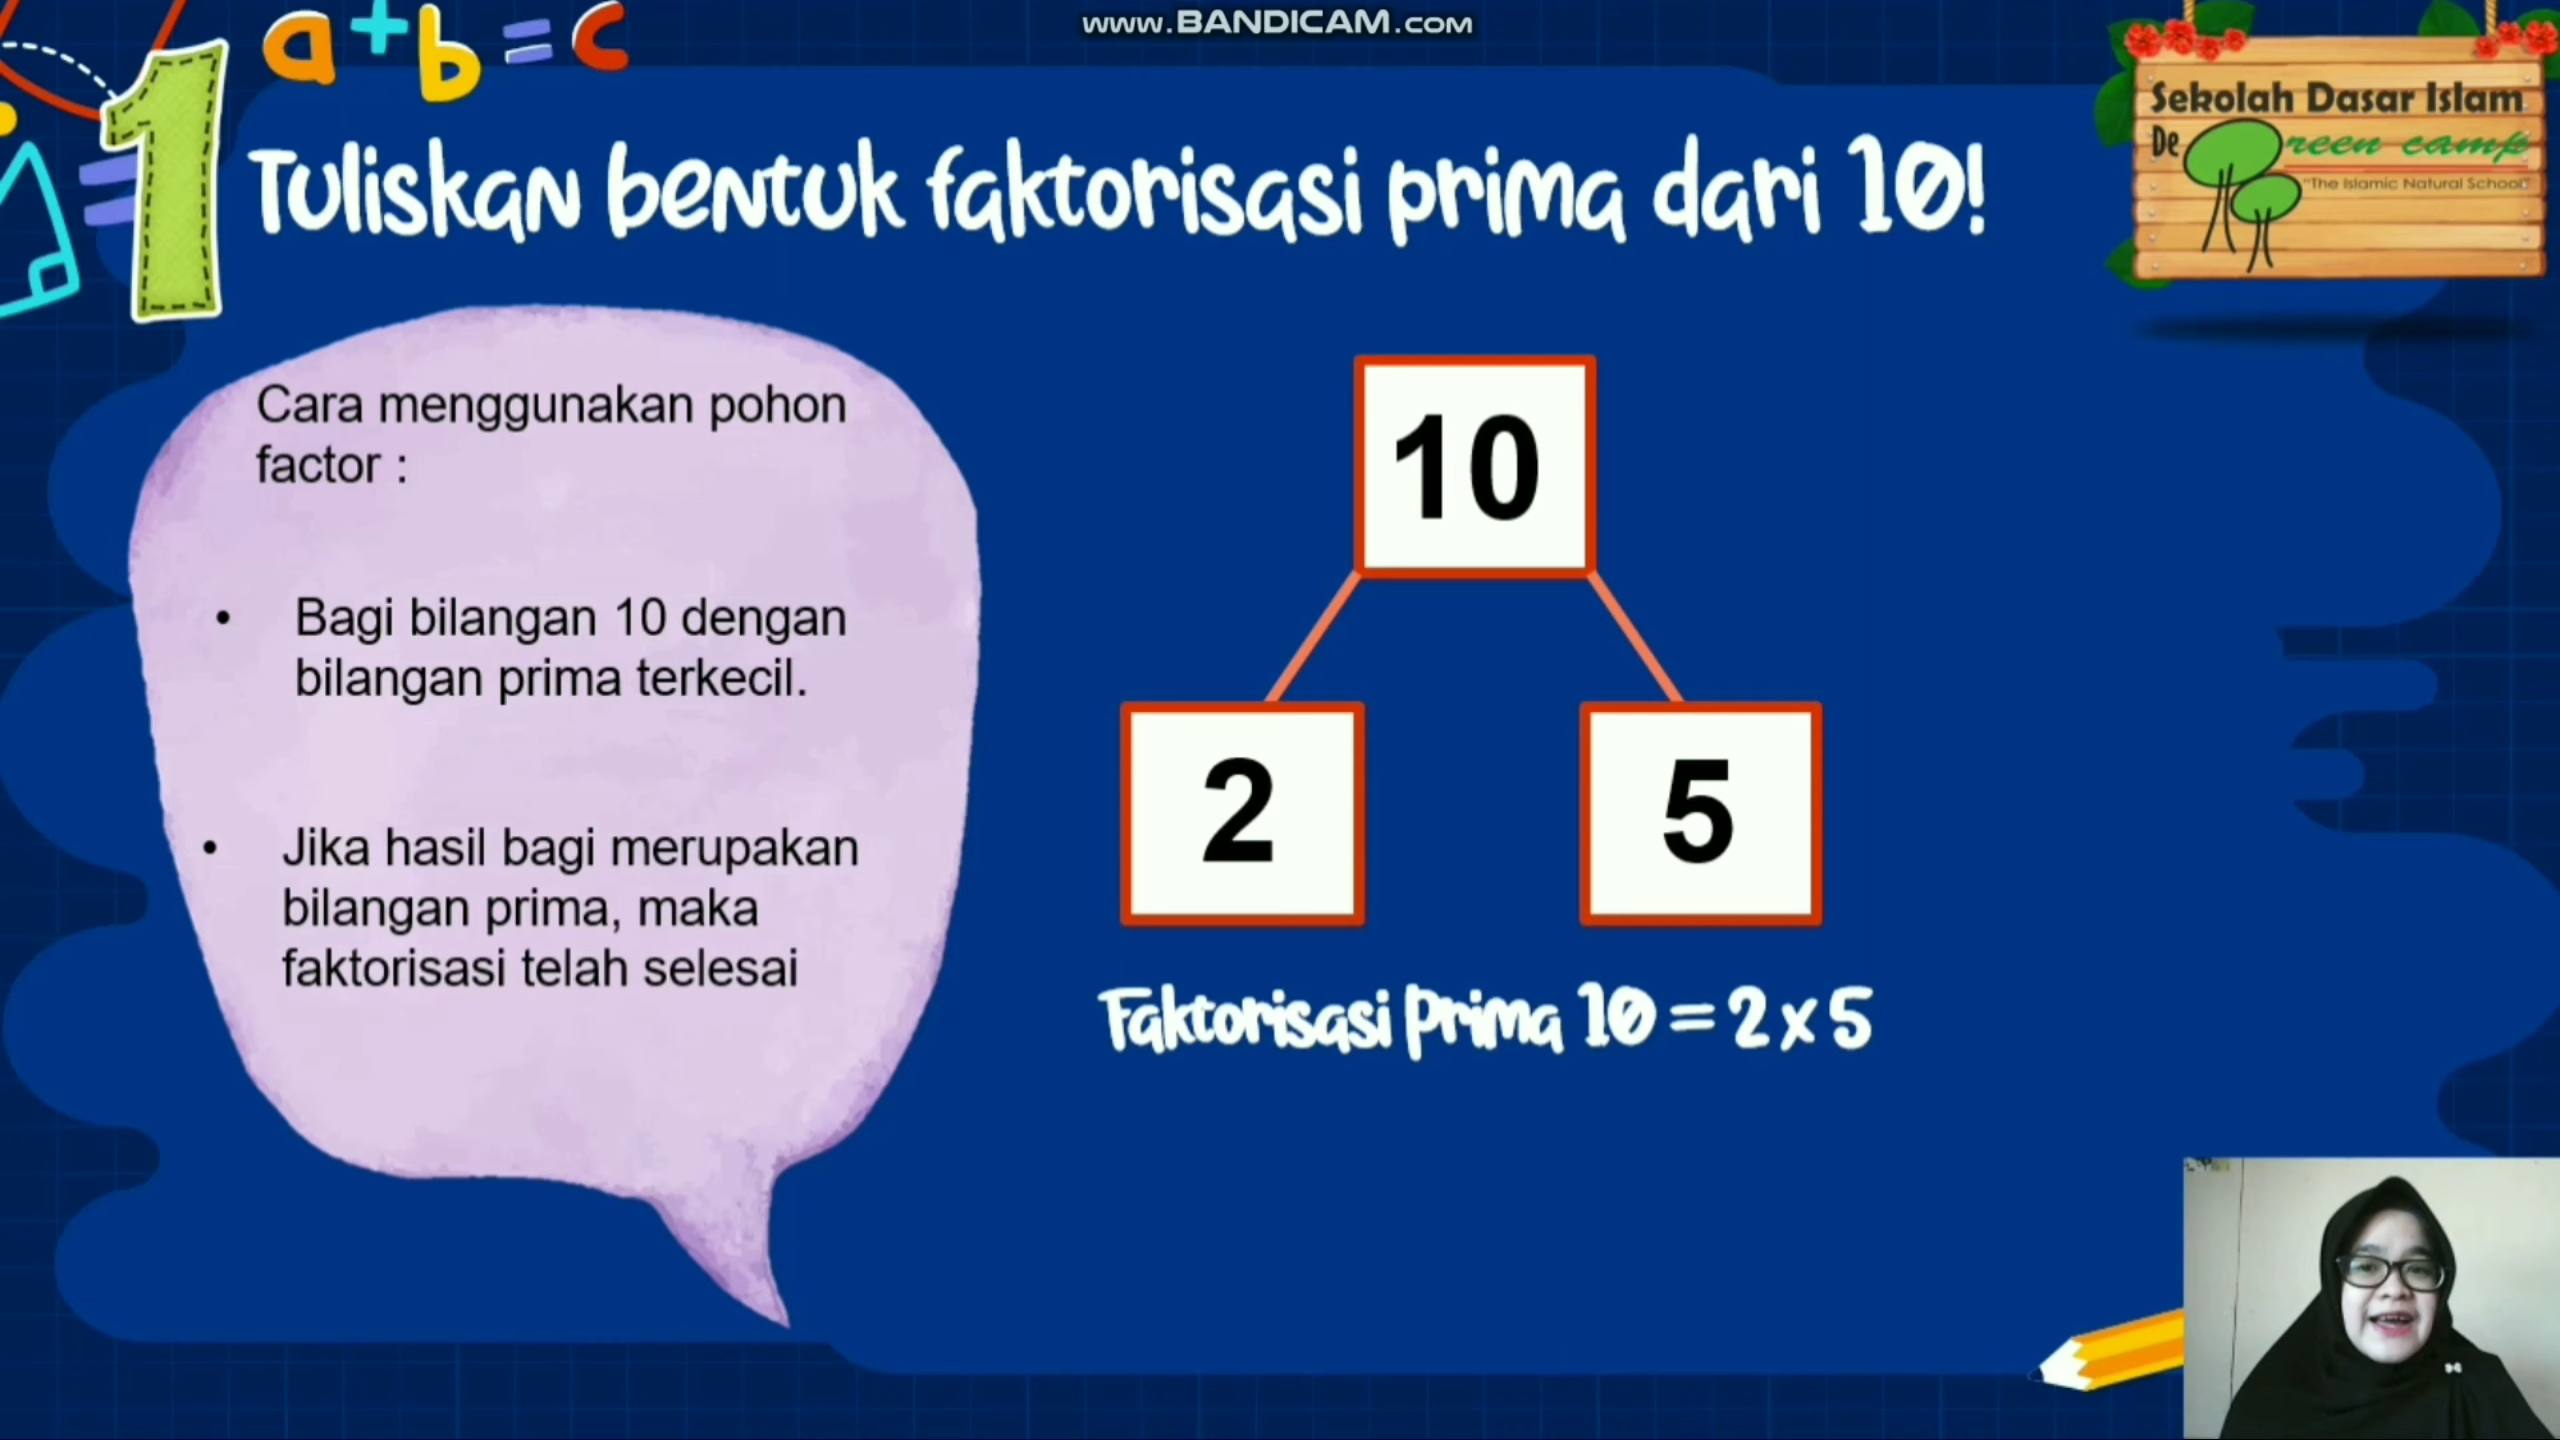 www.BANDICAM.com
a+b=c
1
Tuliskan bentuk faktorisasi prima dari 10!
Sekolah Dasar Islam
De Green camp
"The Islamic Natural School"
Cara menggunakan pohon
factor :
• Bagi bilangan 10 dengan
bilangan prima terkecil.
• Jika hasil bagi merupakan
bilangan prima, maka
faktorisasi telah selesai
10
2 5
Faktorisasi Prima 10 = 2 x 5